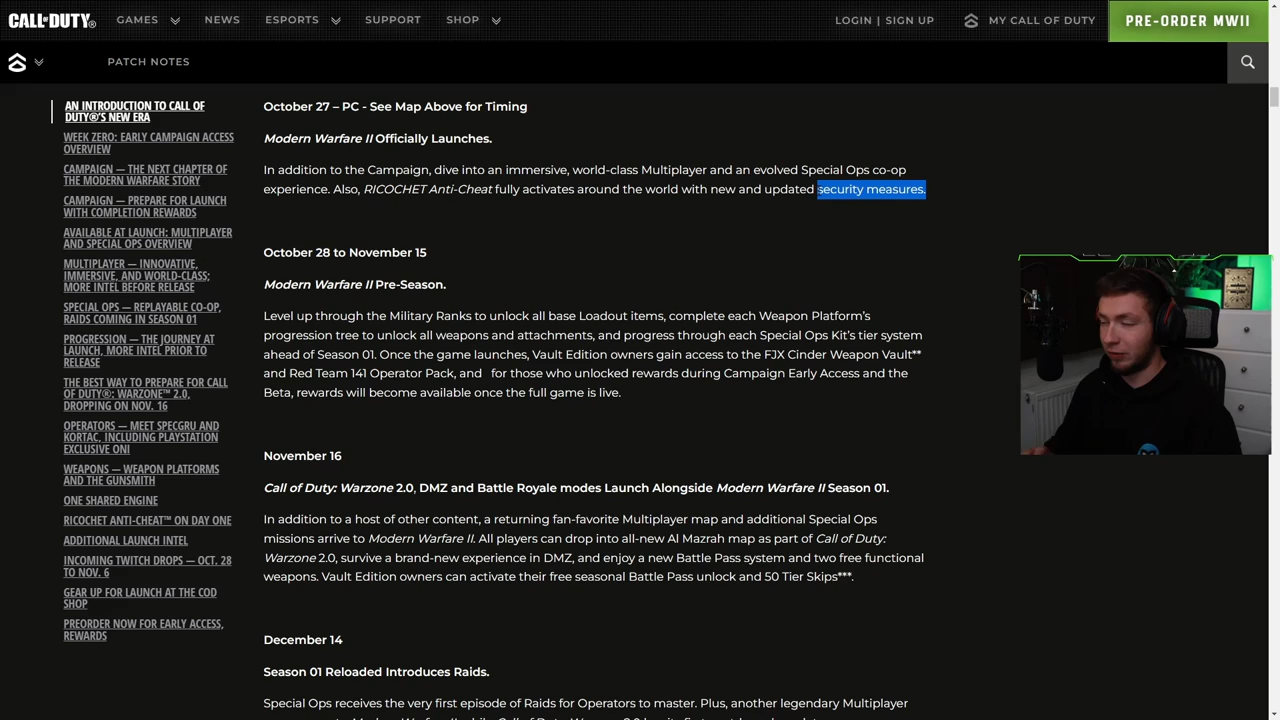 CALL OF DUTY®
GAMES
NEWS
ESPORTS
SUPPORT
SHOP
LOGIN | SIGN UP
MY CALL OF DUTY
PRE-ORDER MWII
PATCH NOTES
AN INTRODUCTION TO CALL OF
DUTY®'S NEW ERA
WEEK ZERO: EARLY CAMPAIGN ACCESS
OVERVIEW
CAMPAIGN — THE NEXT CHAPTER OF
THE MODERN WARFARE STORY
CAMPAIGN — PREPARE FOR LAUNCH
WITH COMPLETION REWARDS
AVAILABLE AT LAUNCH: MULTIPLAYER
AND SPECIAL OPS OVERVIEW
MULTIPLAYER — INNOVATIVE,
IMMERSIVE, AND WORLD-CLASS;
MORE INTEL BEFORE RELEASE
SPECIAL OPS — REPLAYABLE CO-OP,
RAIDS COMING IN SEASON 01
PROGRESSION — THE JOURNEY AT
LAUNCH, MORE INTEL PRIOR TO
RELEASE
THE BEST WAY TO PREPARE FOR CALL
OF DUTY®: WARZONE™ 2.0,
DROPPING ON NOV. 16
OPERATORS — MEET SPECGRU AND
KORTAC, INCLUDING PLAYSTATION
EXCLUSIVE ONI
WEAPONS — WEAPON PLATFORMS
AND THE GUNSMITH
ONE SHARED ENGINE
RICOCHET ANTI-CHEAT™ ON DAY ONE
ADDITIONAL LAUNCH INTEL
INCOMING TWITCH DROPS — OCT. 28
TO NOV. 6
GEAR UP FOR LAUNCH AT THE COD
SHOP
PREORDER NOW FOR EARLY ACCESS,
REWARDS
October 27 – PC - See Map Above for Timing
Modern Warfare II Officially Launches.
In addition to the Campaign, dive into an immersive, world-class Multiplayer and an evolved Special Ops co-op
experience. Also, RICOCHET Anti-Cheat fully activates around the world with new and updated security measures.
October 28 to November 15
Modern Warfare II Pre-Season.
Level up through the Military Ranks to unlock all base Loadout items, complete each Weapon Platform's
progression tree to unlock all weapons and attachments, and progress through each Special Ops Kit's tier system
ahead of Season 01. Once the game launches, Vault Edition owners gain access to the FJX Cinder Weapon Vault**
and Red Team 141 Operator Pack, and for those who unlocked rewards during Campaign Early Access and the
Beta, rewards will become available once the full game is live.
November 16
Call of Duty: Warzone 2.0, DMZ and Battle Royale modes Launch Alongside Modern Warfare II Season 01.
In addition to a host of other content, a returning fan-favorite Multiplayer map and additional Special Ops
missions arrive to Modern Warfare II. All players can drop into all-new Al Mazrah map as part of Call of Duty:
Warzone 2.0, survive a brand-new experience in DMZ, and enjoy a new Battle Pass system and two free functional
weapons. Vault Edition owners can activate their free seasonal Battle Pass unlock and 50 Tier Skips***.
December 14
Season 01 Reloaded Introduces Raids.
Special Ops receives the very first episode of Raids for Operators to master. Plus, another legendary Multiplayer